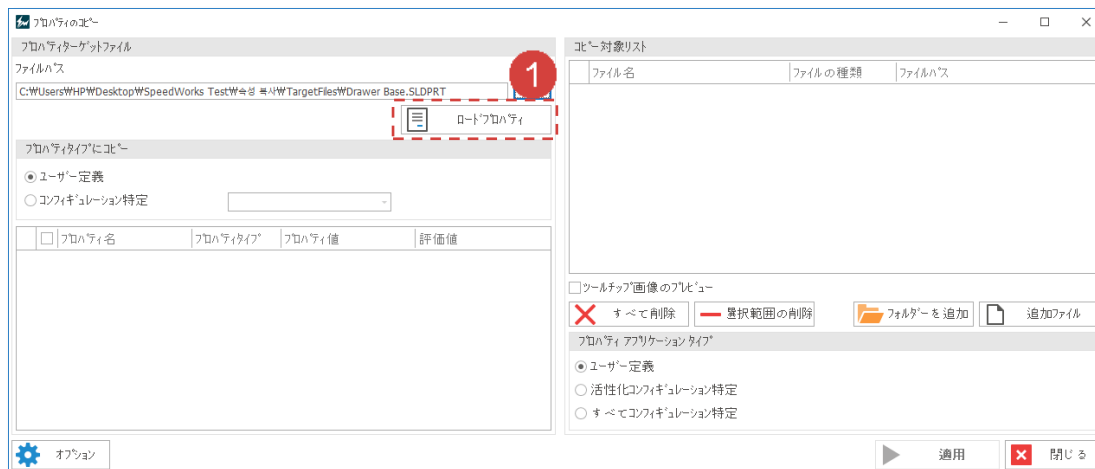 プロパティのコピー
プロパティターゲットファイル
ファイルパス
C:₩Users₩HP₩Desktop₩SpeedWorks Test₩속성 복사₩TargetFiles₩Drawer Base.SLDPRT
1
ロードプロパティ
プロパティタイプにコピー
ユーザー定義
コンフィギュレーション特定
プロパティ名 プロパティタイプ プロパティ値 評価値
オプション
コピー対象リスト
ファイル名 ファイルの種類 ファイルパス
ツールチップ画像のプレビュー
すべて削除 選択範囲の削除 フォルダーを追加 追加ファイル
プロパティ アプリケーション タイプ
ユーザー定義
活性化コンフィギュレーション特定
すべてコンフィギュレーション特定
適用 閉じる